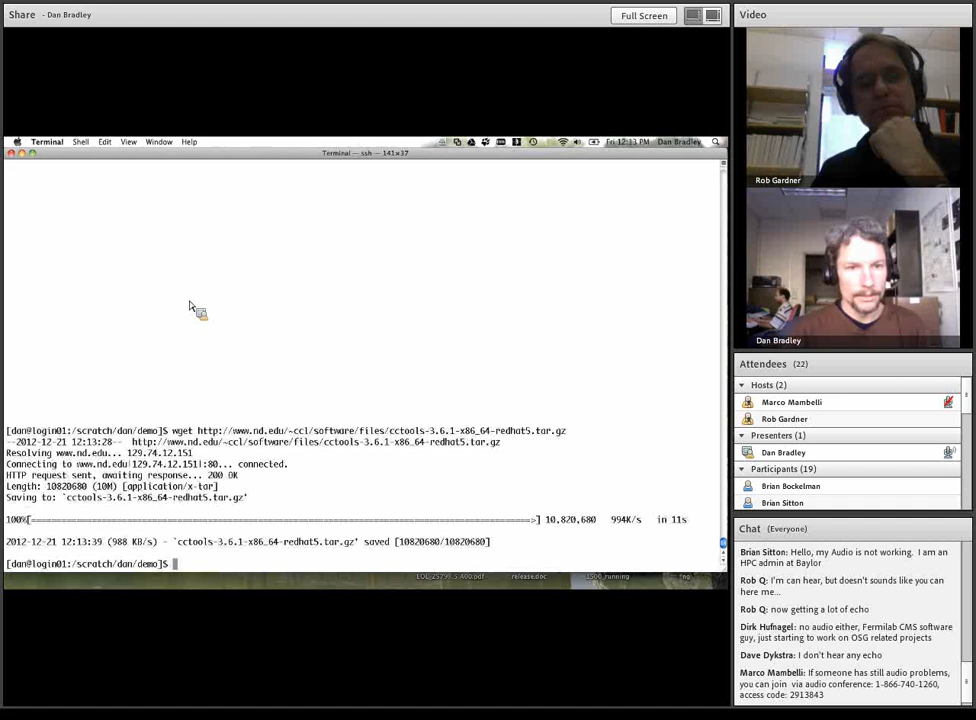 Share - Dan Bradley
Full Screen
Video
Terminal Shell Edit View Window Help
Fri 12:13 PM Dan Bradley
Terminal — ssh — 141×37
[dan@login01:/scratch/dan/demo]$ wget http://www.nd.edu/~ccl/software/files/cctools-3.6.1-x86_64-redhat5.tar.gz
--2012-12-21 12:13:28-- http://www.nd.edu/~ccl/software/files/cctools-3.6.1-x86_64-redhat5.tar.gz
Resolving www.nd.edu... 129.74.12.151
Connecting to www.nd.edu|129.74.12.151|:80... connected.
HTTP request sent, awaiting response... 200 OK
Length: 10820680 (10M) [application/x-tar]
Saving to: `cctools-3.6.1-x86_64-redhat5.tar.gz'
100%[======================================================================================>] 10,820,680 994K/s in 11s
2012-12-21 12:13:39 (988 KB/s) - `cctools-3.6.1-x86_64-redhat5.tar.gz' saved [10820680/10820680]
[dan@login01:/scratch/dan/demo]$
release.doc
1500_running
Rob Gardner
Dan Bradley
Attendees (22)
Hosts (2)
Marco Mambelli
Rob Gardner
Presenters (1)
Dan Bradley
Participants (19)
Brian Bockelman
Brian Sitton
Chat (Everyone)
Brian Sitton: Hello, my Audio is not working. I am an
HPC admin at Baylor
Rob Q: I'm can hear, but doesn't sounds like you can
here me...
Rob Q: now getting a lot of echo
Dirk Hufnagel: no audio either, Fermilab CMS software
guy, just starting to work on OSG related projects
Dave Dykstra: I don't hear any echo
Marco Mambelli: If someone has still audio problems,
you can join via audio conference: 1-866-740-1260,
access code: 2913843